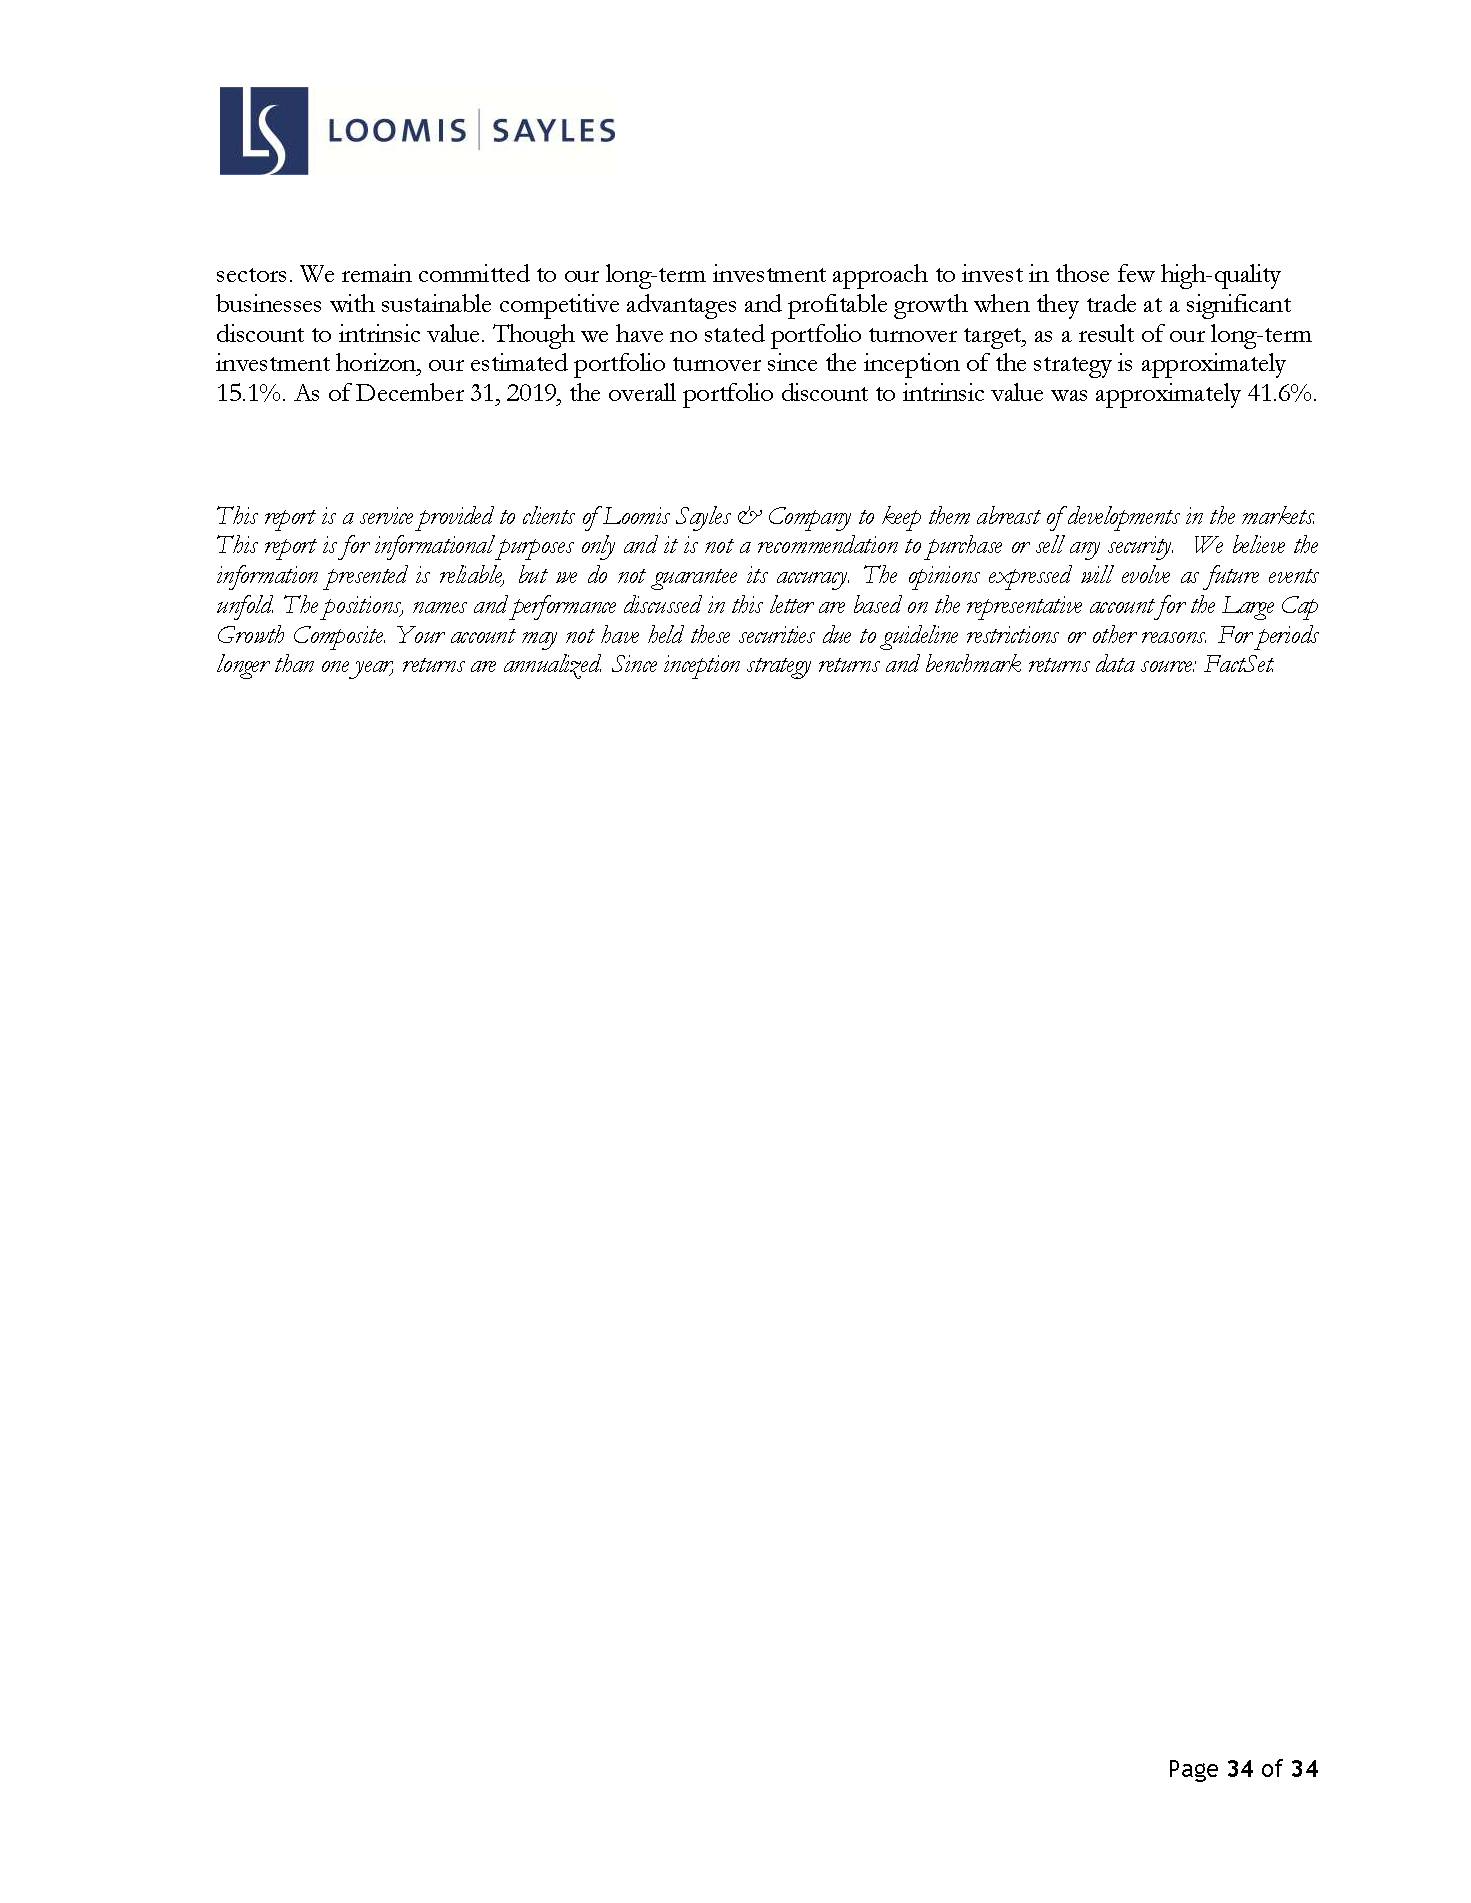 LS LOOMIS | SAYLES
sectors. We remain committed to our long-term investment approach to invest in those few high-quality
businesses with sustainable competitive advantages and profitable growth when they trade at a significant
discount to intrinsic value. Though we have no stated portfolio turnover target, as a result of our long-term
investment horizon, our estimated portfolio turnover since the inception of the strategy is approximately
15.1%. As of December 31, 2019, the overall portfolio discount to intrinsic value was approximately 41.6%.
This report is a service provided to clients of Loomis Sayles & Company to keep them abreast of developments in the markets.
This report is for informational purposes only and it is not a recommendation to purchase or sell any security. We believe the
information presented is reliable, but we do not guarantee its accuracy. The opinions expressed will evolve as future events
unfold. The positions, names and performance discussed in this letter are based on the representative account for the Large Cap
Growth Composite. Your account may not have held these securities due to guideline restrictions or other reasons. For periods
longer than one year, returns are annualized. Since inception strategy returns and benchmark returns data source: FactSet.
Page 34 of 34